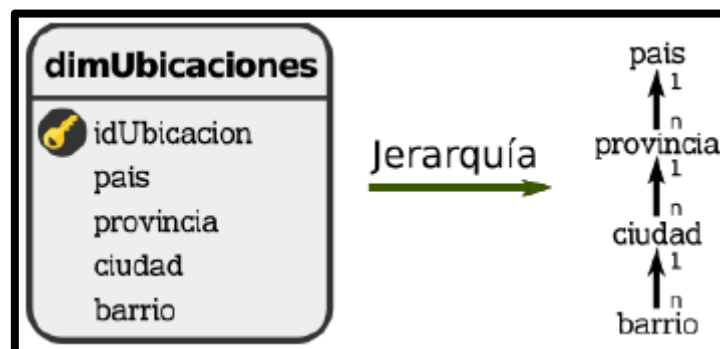 dimUbicaciones
idUbicacion
pais
provincia
ciudad
barrio
Jerarquía
pais
1
n
provincia
1
n
ciudad
1
n
barrio